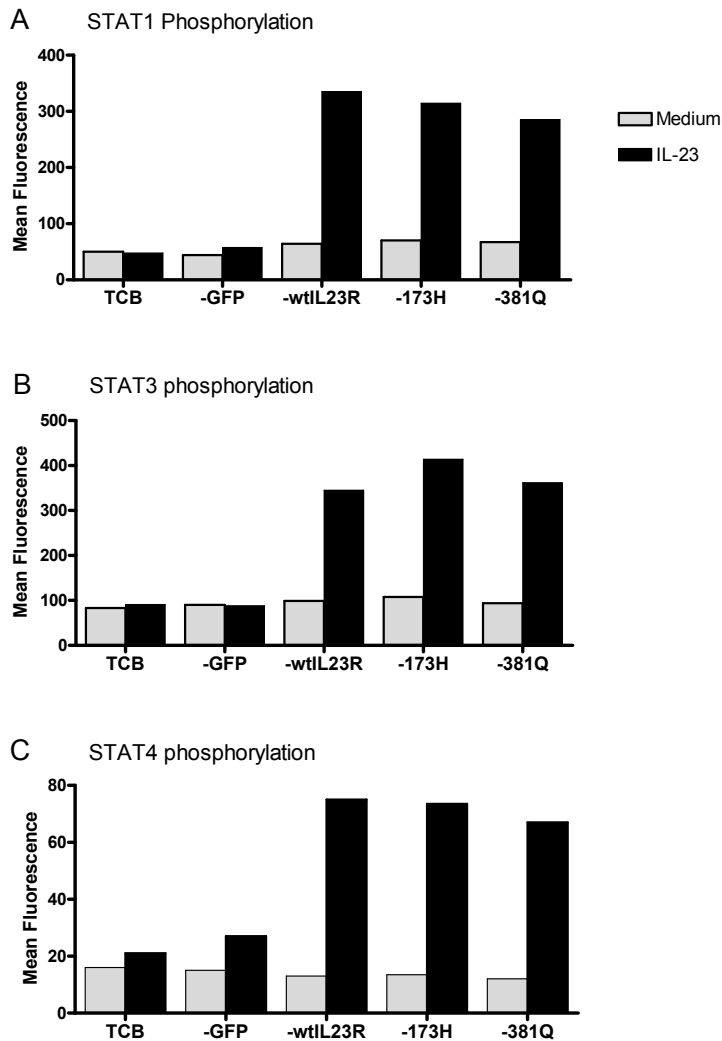 A
STAT1 Phosphorylation
400
300
200
100
0
Mean Fluorescence
TCB -GFP -wtIL23R -173H -381Q
Medium
IL-23
B
STAT3 phosphorylation
500
400
300
200
100
0
Mean Fluorescence
TCB -GFP -wtIL23R -173H -381Q
C
STAT4 phosphorylation
80
60
40
20
0
Mean Fluorescence
TCB -GFP -wtIL23R -173H -381Q